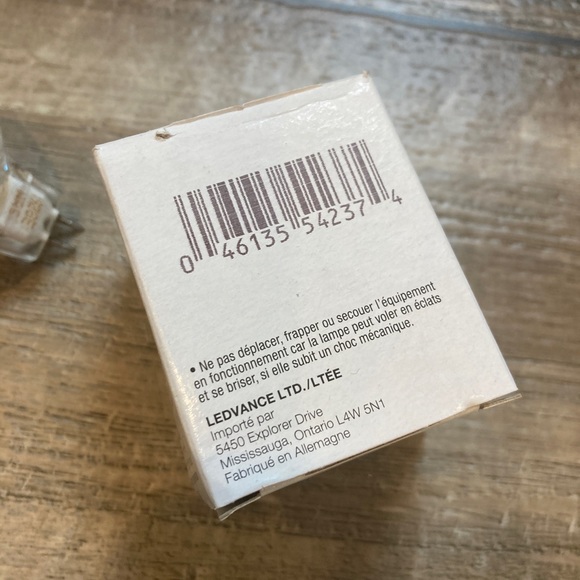 0 46135 54237 4
• Ne pas déplacer, frapper ou secouer l'équipement
en fonctionnement car la lampe peut voler en éclats
et se briser, si elle subit un choc mécanique.
LEDVANCE LTD./LTÉE
Importé par
5450 Explorer Drive
Mississauga, Ontario L4W 5N1
Fabriqué en Allemagne